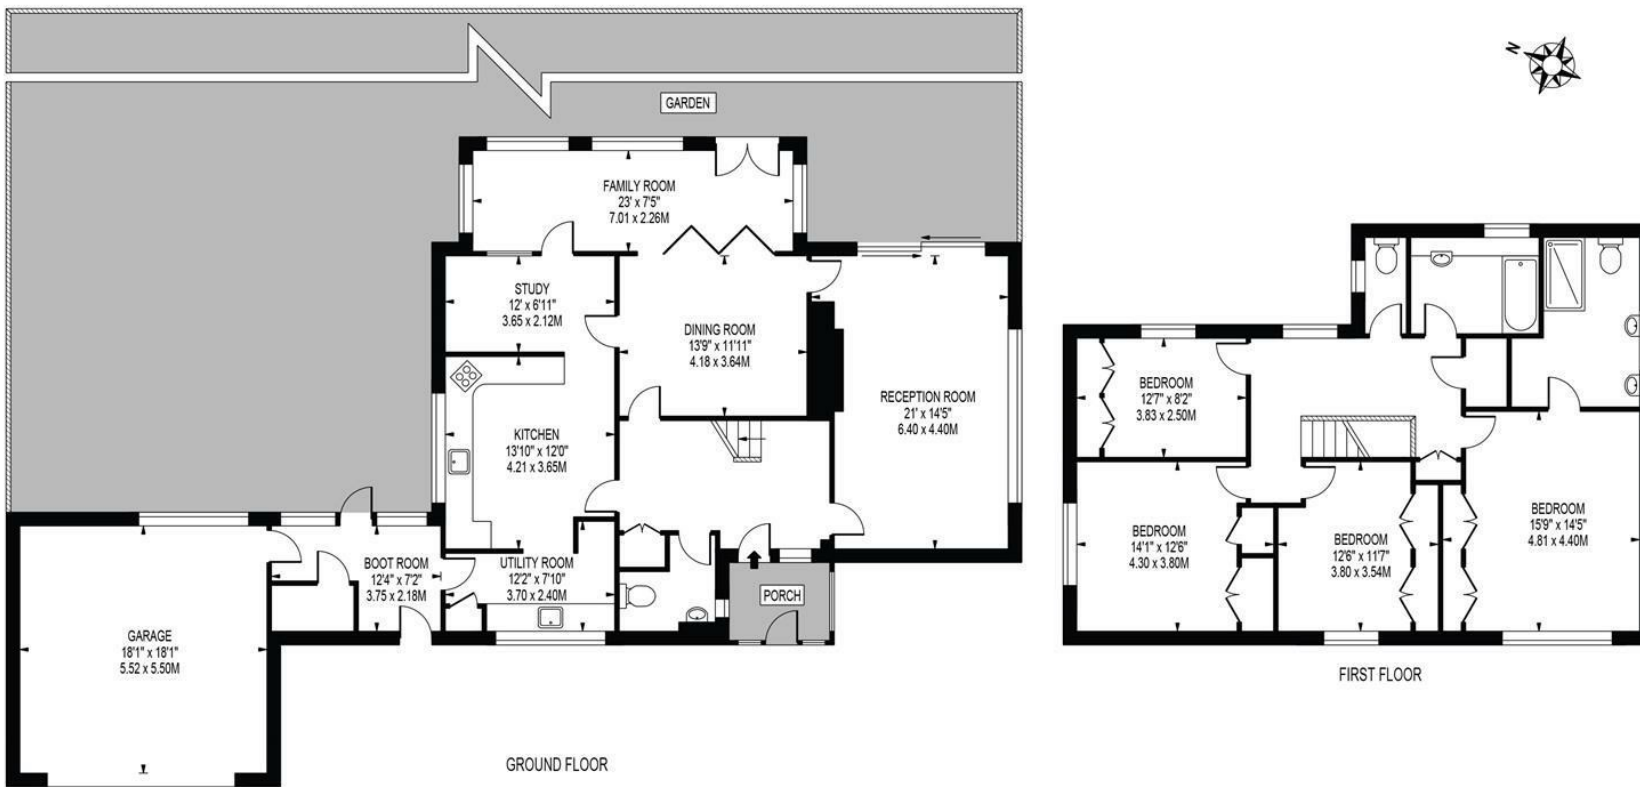 N
GARDEN
FAMILY ROOM
23' x 7'5"
7.01 x 2.26M
STUDY
12' x 6'11"
3.65 x 2.12M
DINING ROOM
13'9" x 11'11"
4.18 x 3.64M
RECEPTION ROOM
21' x 14'5"
6.40 x 4.40M
KITCHEN
13'10" x 12'0"
4.21 x 3.65M
BOOT ROOM
12'4" x 7'2"
3.75 x 2.18M
UTILITY ROOM
12'2" x 7'10"
3.70 x 2.40M
PORCH
GARAGE
18'1" x 18'1"
5.52 x 5.50M
GROUND FLOOR
BEDROOM
12'7" x 8'2"
3.83 x 2.50M
BEDROOM
14'1" x 12'6"
4.30 x 3.80M
BEDROOM
12'6" x 11'7"
3.80 x 3.54M
BEDROOM
15'9" x 14'5"
4.81 x 4.40M
FIRST FLOOR